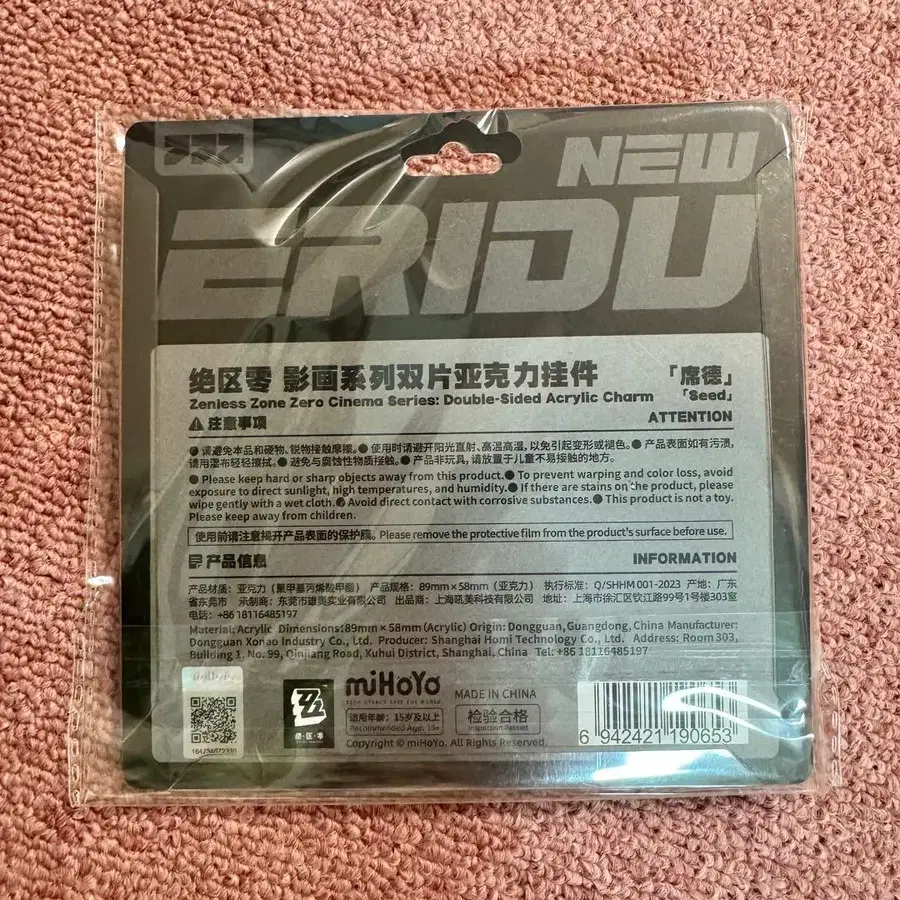 ZZZ
NEW
ERIDU
绝区零 影画系列双片亚克力挂件 「席德」
Zenless Zone Zero Cinema Series: Double-Sided Acrylic Charm 「Seed」
注意事项 ATTENTION
● 请避免本品和硬物、锐物接触摩擦。● 使用时请避开阳光直射、高温高湿,以免引起变形或褪色。● 产品表面如有污渍,
请用湿布轻轻擦拭。● 避免与腐蚀性物质接触。● 产品非玩具,请放置于儿童不易接触的地方。
● Please keep hard or sharp objects away from this product.● To prevent warping and color loss, avoid
exposure to direct sunlight, high temperatures, and humidity.● If there are stains on the product, please
wipe gently with a wet cloth.● Avoid direct contact with corrosive substances.● This product is not a toy.
Please keep away from children.
使用前请注意揭开产品表面的保护膜。Please remove the protective film from the product's surface before use.
产品信息 INFORMATION
产品材质:亚克力(聚甲基丙烯酸甲酯) 产品规格:89mm×58mm(亚克力) 执行标准:Q/SHHM 001-2023 产地:广东
省东莞市 承制商:东莞市雄奥实业有限公司 出品商:上海吼美科技有限公司 地址:上海市徐汇区钦江路99号1号楼303室
电话:+86 18116485197
Material:Acrylic Dimensions:89mm×58mm (Acrylic) Origin: Dongguan, Guangdong, China Manufacturer:
Dongguan Xonao Industry Co., Ltd. Producer: Shanghai Homi Technology Co., Ltd. Address: Room 303,
Building 1, No. 99, Qinjiang Road, Xuhui District, Shanghai, China Tel: +86 18116485197
miHoYo
绝·区·零
miHoYo
TECH OTAKUS SAVE THE WORLD
适用年龄:15岁及以上
Recommended Age: 15+
MADE IN CHINA
检验合格
Inspection Passed
Copyright © miHoYo. All Rights Reserved.
6 942421 190653